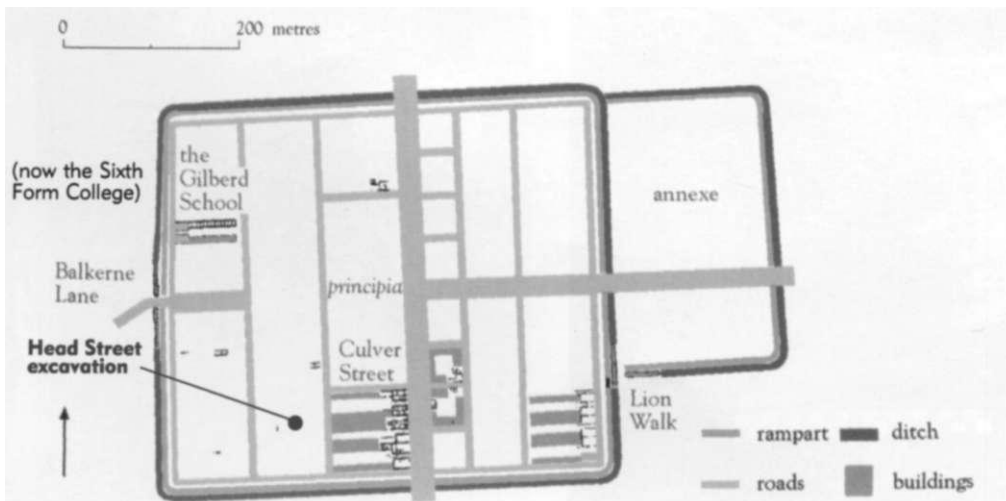 0
200 metres
(now the Sixth
Form College)
the
Gilberd
School
annexe
Balkerne
Lane
principia
Head Street
excavation
Culver
Street
Lion
Walk
rampart
ditch
roads
buildings